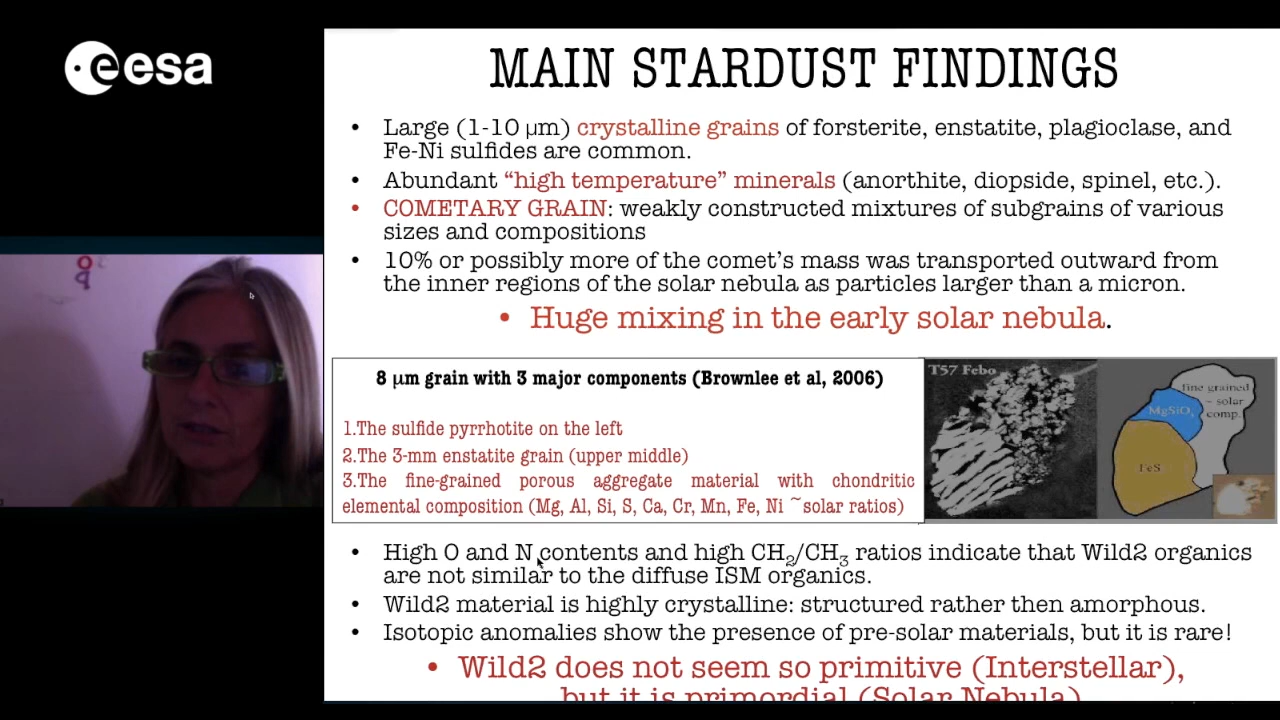 esa
MAIN STARDUST FINDINGS
• Large (1-10 µm) crystalline grains of forsterite, enstatite, plagioclase, and
Fe-Ni sulfides are common.
• Abundant “high temperature” minerals (anorthite, diopside, spinel, etc.).
• COMETARY GRAIN: weakly constructed mixtures of subgrains of various
sizes and compositions
• 10% or possibly more of the comet’s mass was transported outward from
the inner regions of the solar nebula as particles larger than a micron.
• Huge mixing in the early solar nebula.
8 µm grain with 3 major components (Brownlee et al, 2006)
1.The sulfide pyrrhotite on the left
2.The 3-mm enstatite grain (upper middle)
3.The fine-grained porous aggregate material with chondritic
elemental composition (Mg, Al, Si, S, Ca, Cr, Mn, Fe, Ni ~solar ratios)
T57 Febo
fine grained
~ solar
comp.
MgSiO₃
FeS
• High O and N contents and high CH₂/CH₃ ratios indicate that Wild2 organics
are not similar to the diffuse ISM organics.
• Wild2 material is highly crystalline: structured rather then amorphous.
• Isotopic anomalies show the presence of pre-solar materials, but it is rare!
• Wild2 does not seem so primitive (Interstellar),
but it is primordial (Solar Nebula)